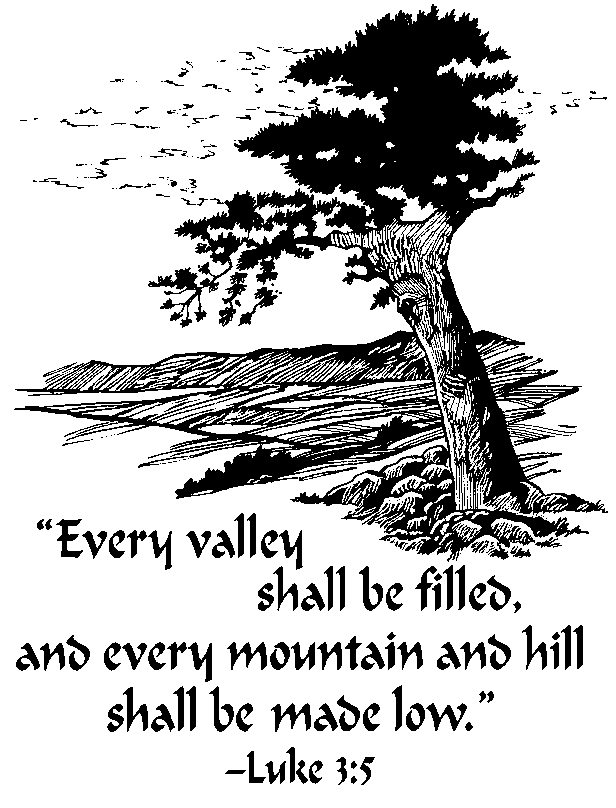 “Every valley
shall be filled,
and every mountain and hill
shall be made low.”
–Luke 3:5